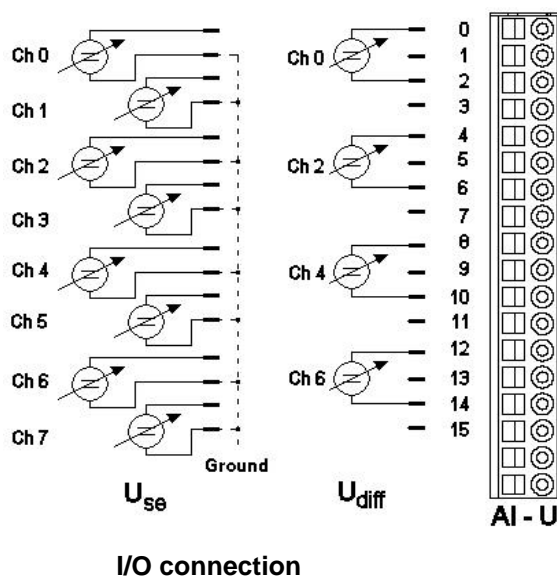 Ch 0
Ch 1
Ch 2
Ch 3
Ch 4
Ch 5
Ch 6
Ch 7
Ground
Use
Ch 0
Ch 2
Ch 4
Ch 6
Udiff
0
1
2
3
4
5
6
7
8
9
10
11
12
13
14
15
AI - U
I/O connection